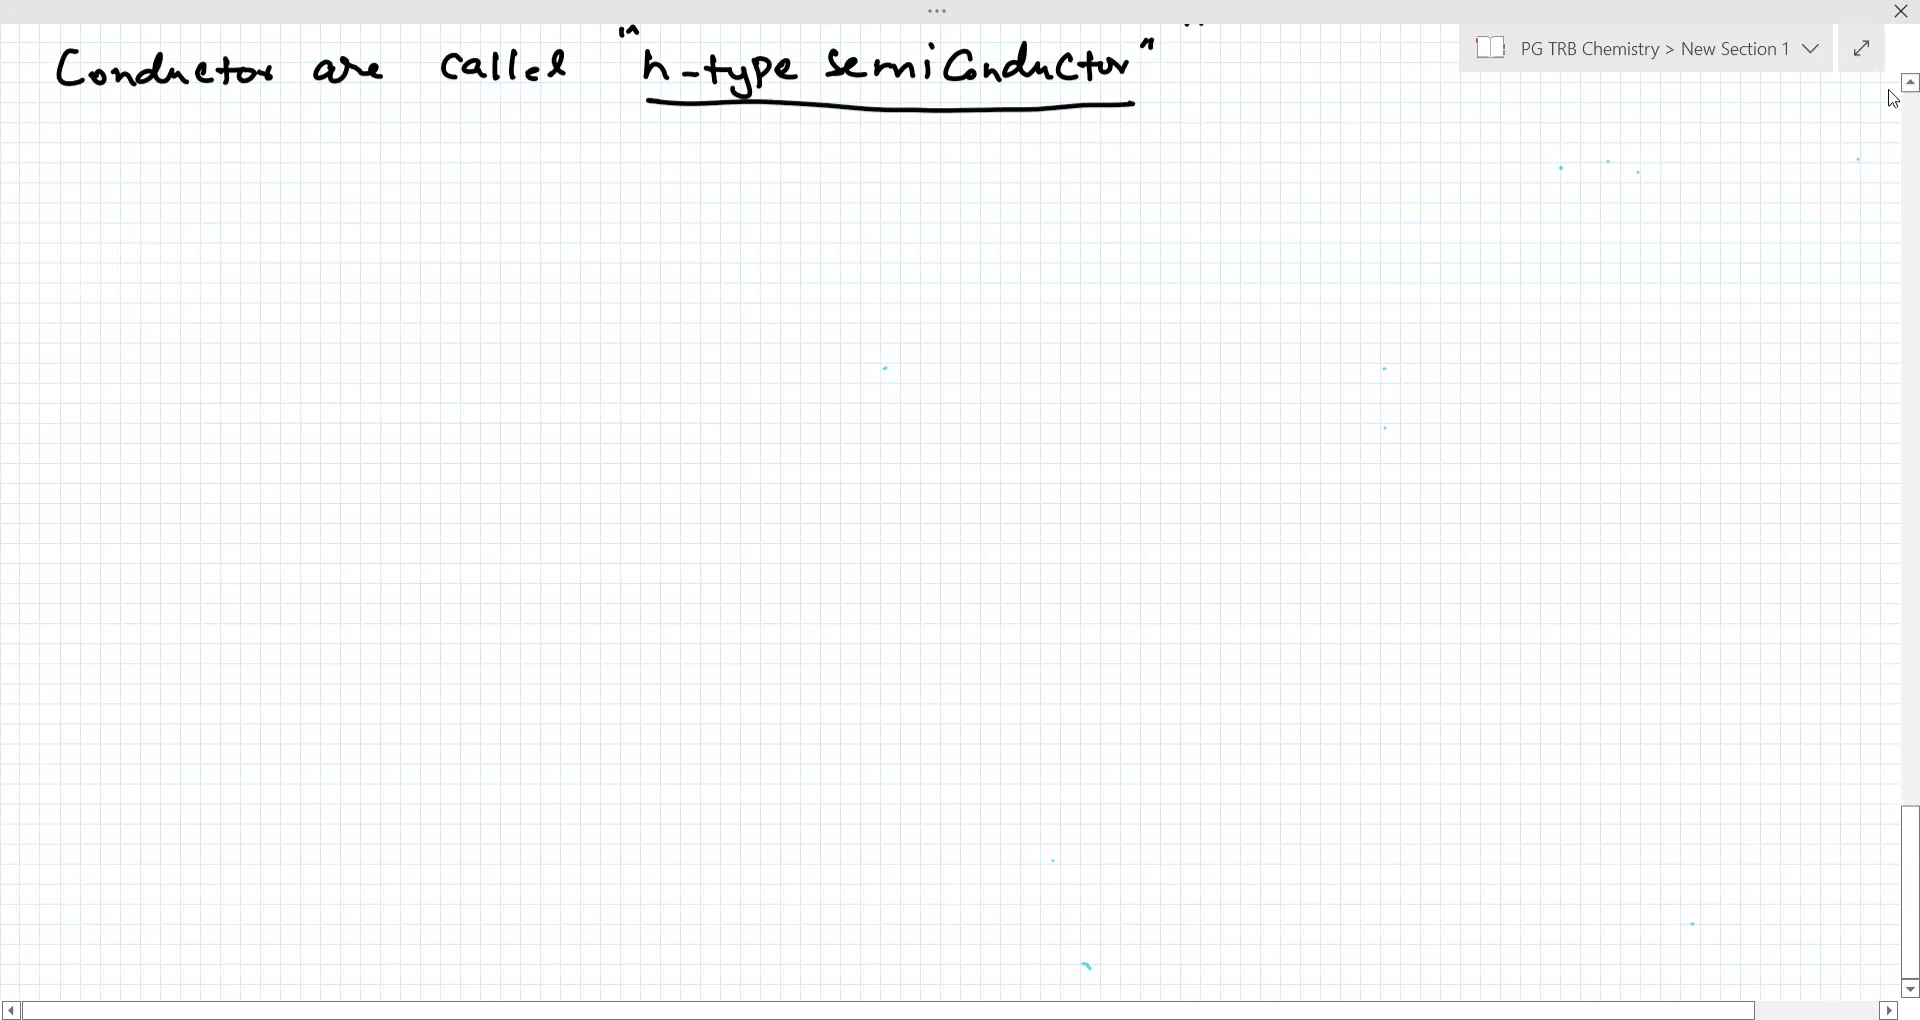 PG TRB Chemistry > New Section 1
Conductor are called "n-type semiConductor"